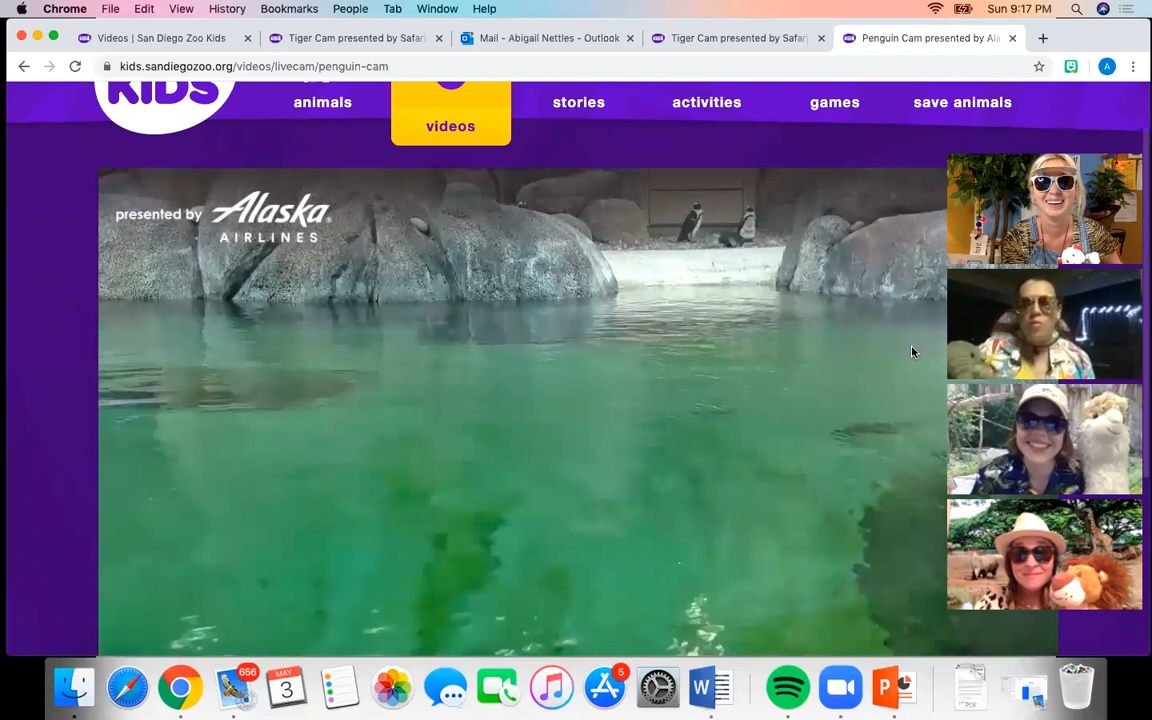 Chrome File Edit View History Bookmarks People Tab Window Help Sun 9:17 PM
Videos | San Diego Zoo Kids
Tiger Cam presented by Safari
Mail - Abigail Nettles - Outlook
Tiger Cam presented by Safar
Penguin Cam presented by Ala
kids.sandiegozoo.org/videos/livecam/penguin-cam
A
KIDS
animals
videos
stories
activities
games
save animals
presented by Alaska
AIRLINES
656
MAY
3
5
W
P
PDF